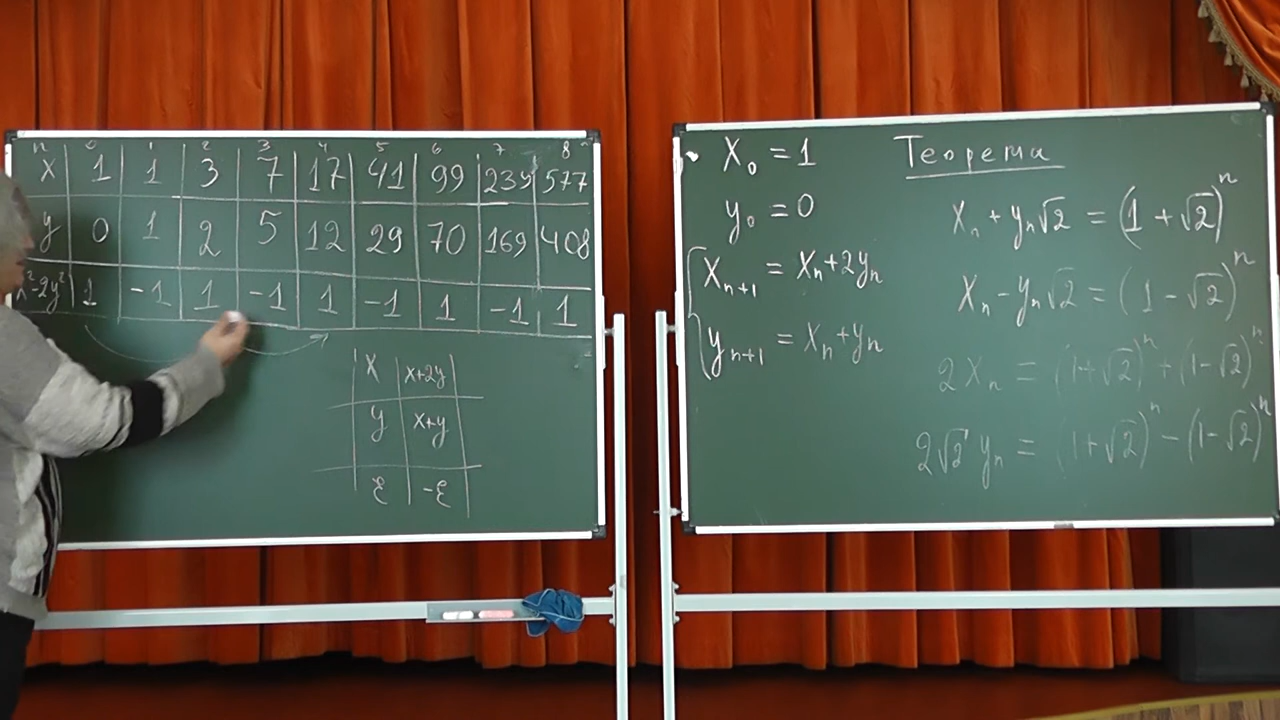 n 0 1 2 3 4 5 6 7 8
x 1 1 3 7 17 41 99 239 577
y 0 1 2 5 12 29 70 169 408
x²-2y² 1 -1 1 -1 1 -1 1 -1 1
x x+2y
y x+y
ξ -ξ
x₀ = 1
y₀ = 0
xₙ₊₁ = xₙ+2yₙ
yₙ₊₁ = xₙ+yₙ
Теорема
xₙ + yₙ√2 = (1 + √2)ⁿ
xₙ - yₙ√2 = (1 - √2)ⁿ
2xₙ = (1+√2)ⁿ + (1-√2)ⁿ
2√2 yₙ = (1+√2)ⁿ - (1-√2)ⁿ